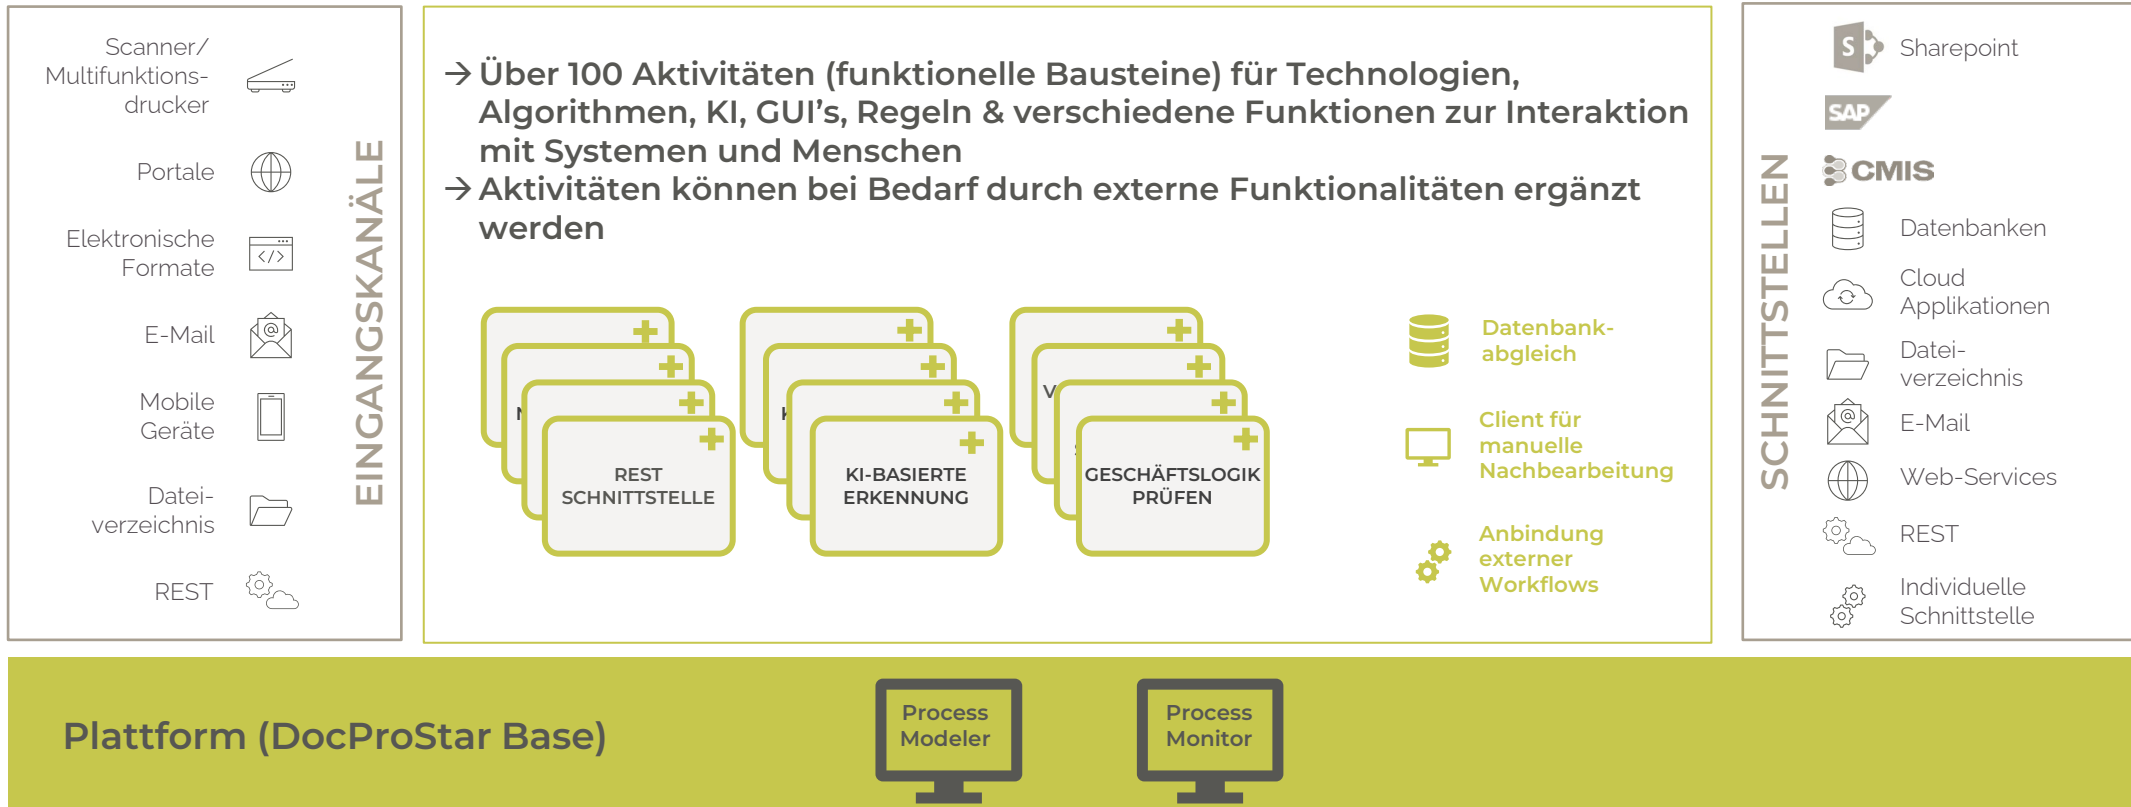 Scanner/
Multifunktions-
drucker
Portale
Elektronische
Formate
E-Mail
Mobile
Geräte
Datei-
verzeichnis
REST
EINGANGSKANÄLE
→ Über 100 Aktivitäten (funktionelle Bausteine) für Technologien,
Algorithmen, KI, GUI’s, Regeln & verschiedene Funktionen zur Interaktion
mit Systemen und Menschen
→ Aktivitäten können bei Bedarf durch externe Funktionalitäten ergänzt
werden
REST
SCHNITTSTELLE
KI-BASIERTE
ERKENNUNG
GESCHÄFTSLOGIK
PRÜFEN
Datenbank-
abgleich
Client für
manuelle
Nachbearbeitung
Anbindung
externer
Workflows
SCHNITTSTELLEN
Sharepoint
SAP
CMIS
Datenbanken
Cloud
Applikationen
Datei-
verzeichnis
E-Mail
Web-Services
REST
Individuelle
Schnittstelle
Plattform (DocProStar Base)
Process
Modeler
Process
Monitor